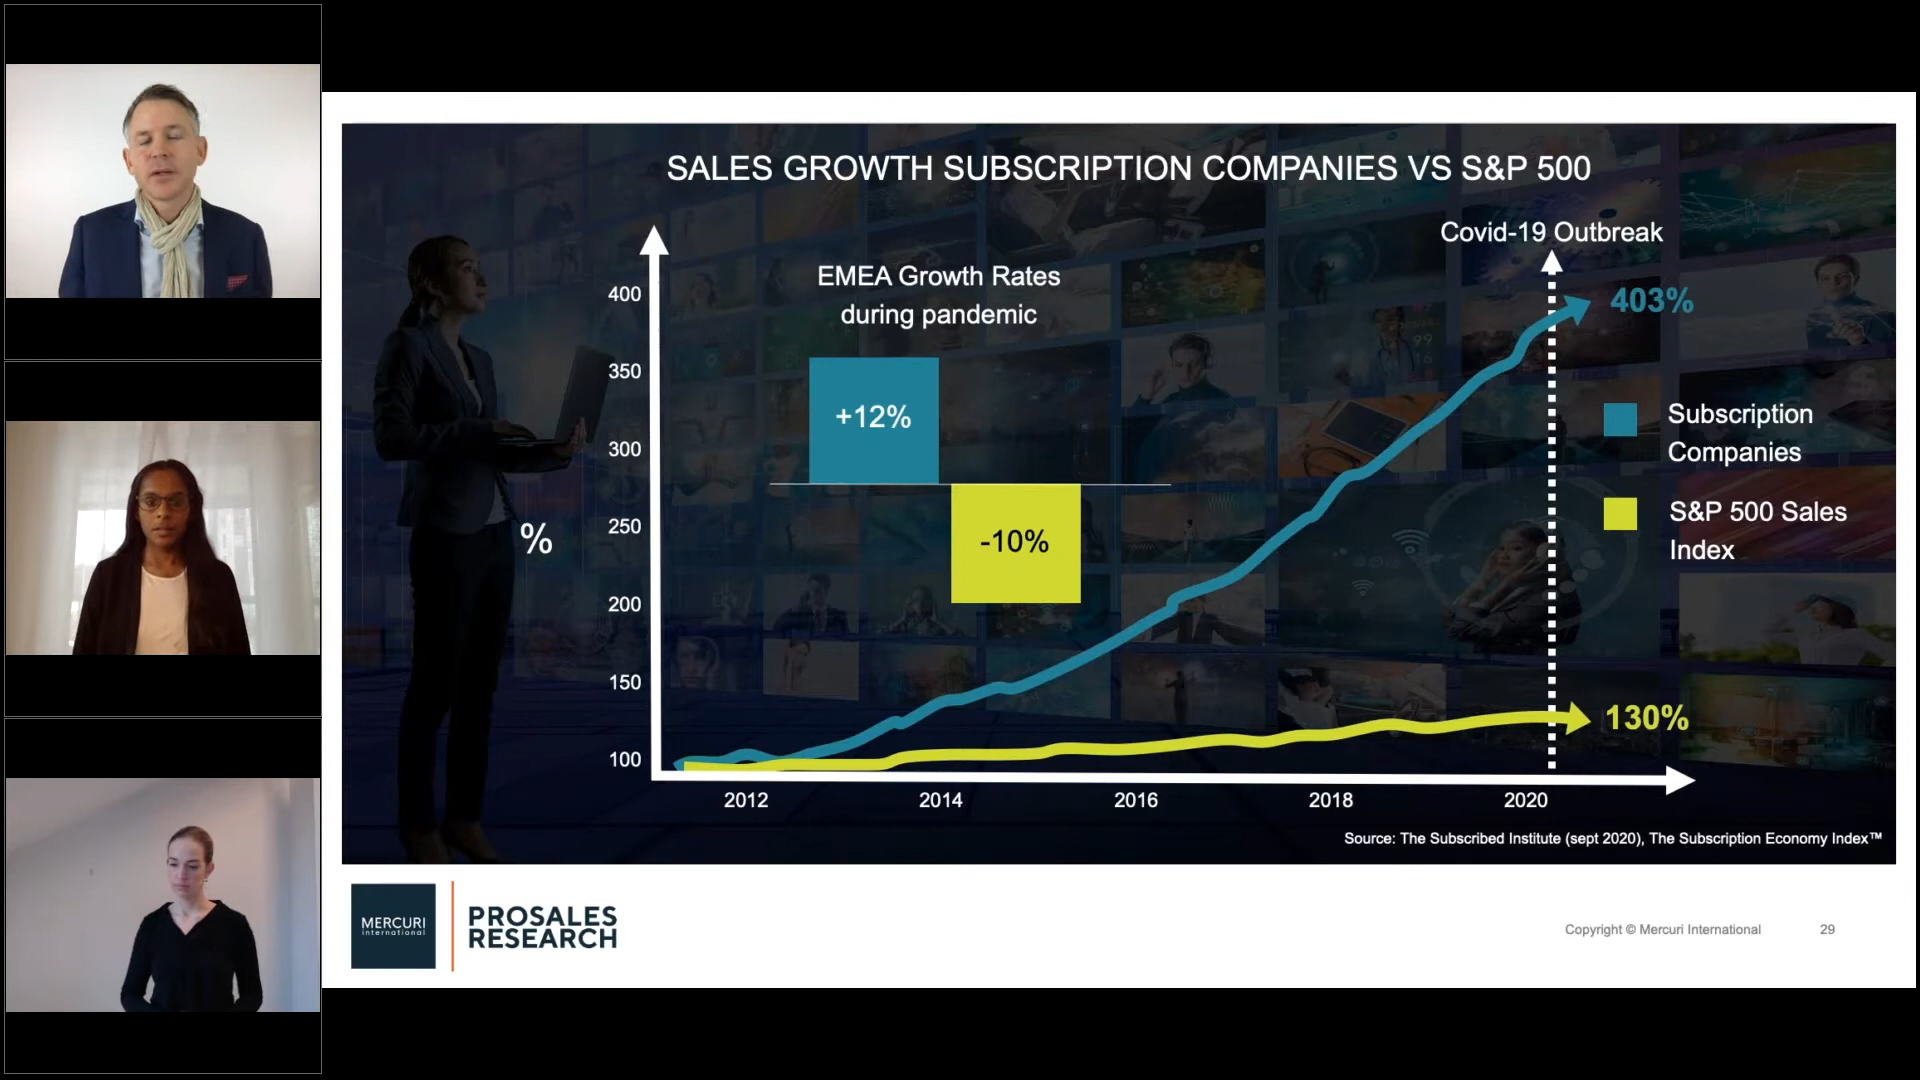 SALES GROWTH SUBSCRIPTION COMPANIES VS S&P 500
Covid-19 Outbreak
EMEA Growth Rates
during pandemic
403%
+12%
-10%
Subscription
Companies
S&P 500 Sales
Index
130%
%
400
350
300
250
200
150
100
2012
2014
2016
2018
2020
Source: The Subscribed Institute (sept 2020), The Subscription Economy Index™
MERCURI
international
PROSALES
RESEARCH
Copyright © Mercuri International
29